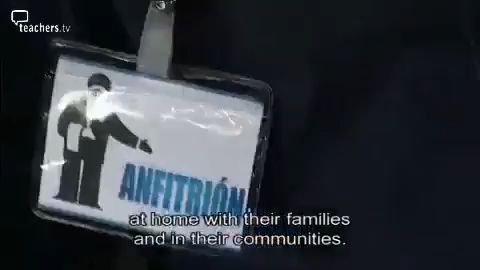 teachers.tv
ANFITRIÓN
at home with their families
and in their communities.